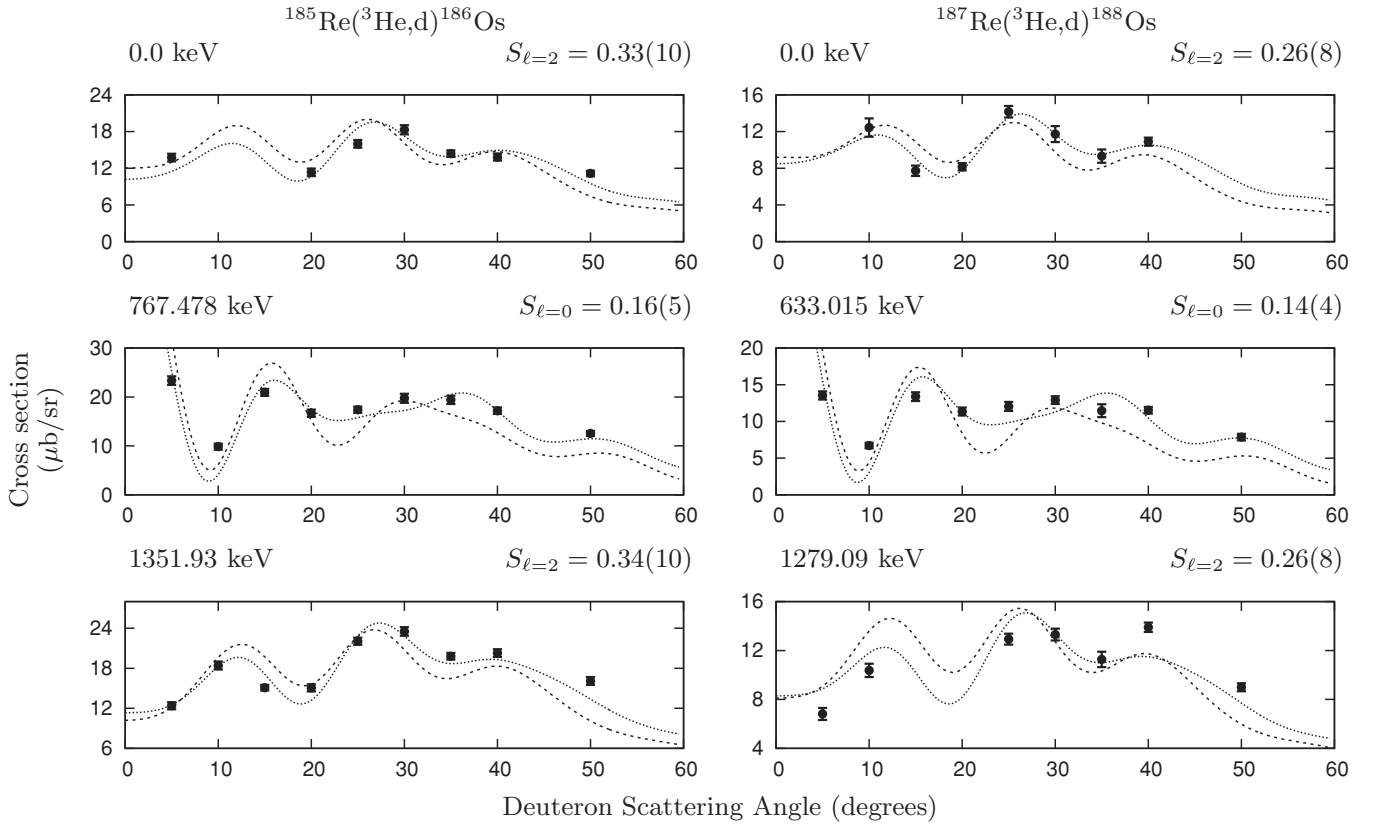 ¹⁸⁵Re(³He,d)¹⁸⁶Os
0.0 keV
S_{ℓ=2} = 0.33(10)
24
18
12
6
0
0 10 20 30 40 50 60
¹⁸⁷Re(³He,d)¹⁸⁸Os
0.0 keV
S_{ℓ=2} = 0.26(8)
16
12
8
4
0
0 10 20 30 40 50 60
767.478 keV
S_{ℓ=0} = 0.16(5)
30
20
10
0
0 10 20 30 40 50 60
633.015 keV
S_{ℓ=0} = 0.14(4)
20
15
10
5
0
0 10 20 30 40 50 60
1351.93 keV
S_{ℓ=2} = 0.34(10)
24
18
12
6
0 10 20 30 40 50 60
1279.09 keV
S_{ℓ=2} = 0.26(8)
16
12
8
4
0 10 20 30 40 50 60
Cross section
(μb/sr)
Deuteron Scattering Angle (degrees)